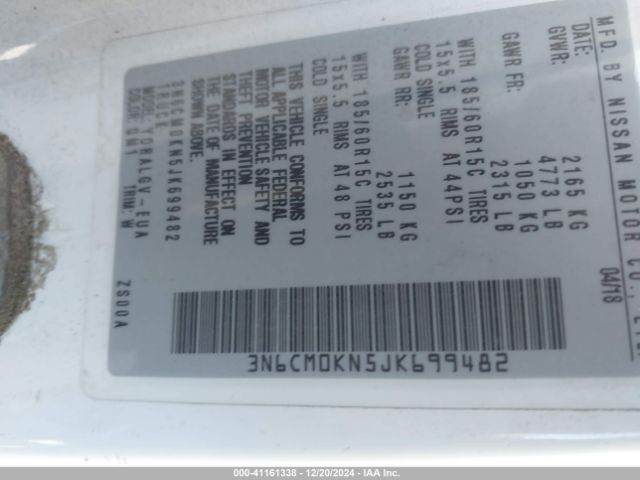 MFD. BY NISSAN MOTOR CO., LTD.
DATE: 04/18
GVWR: 2165 KG
4773 LB
GAWR FR: 1050 KG
2315 LB
WITH 185/60R15C TIRES
15x5.5 RIMS AT 44PSI
COLD SINGLE
GAWR RR: 1150 KG
2535 LB
WITH 185/60R15C TIRES
15x5.5 RIMS AT 48 PSI
COLD SINGLE
THIS VEHICLE CONFORMS TO
ALL APPLICABLE FEDERAL
MOTOR VEHICLE SAFETY AND
THEFT PREVENTION
STANDARDS IN EFFECT ON
THE DATE OF MANUFACTURE
SHOWN ABOVE.
3N6CM0KN5JK699482
TRUCK
MODEL: YDRALGV-EUA
COLOR: QM1 TRIM: W
ZS00A
3N6CM0KN5JK699482
000-41161338 - 12/20/2024 - IAA Inc.